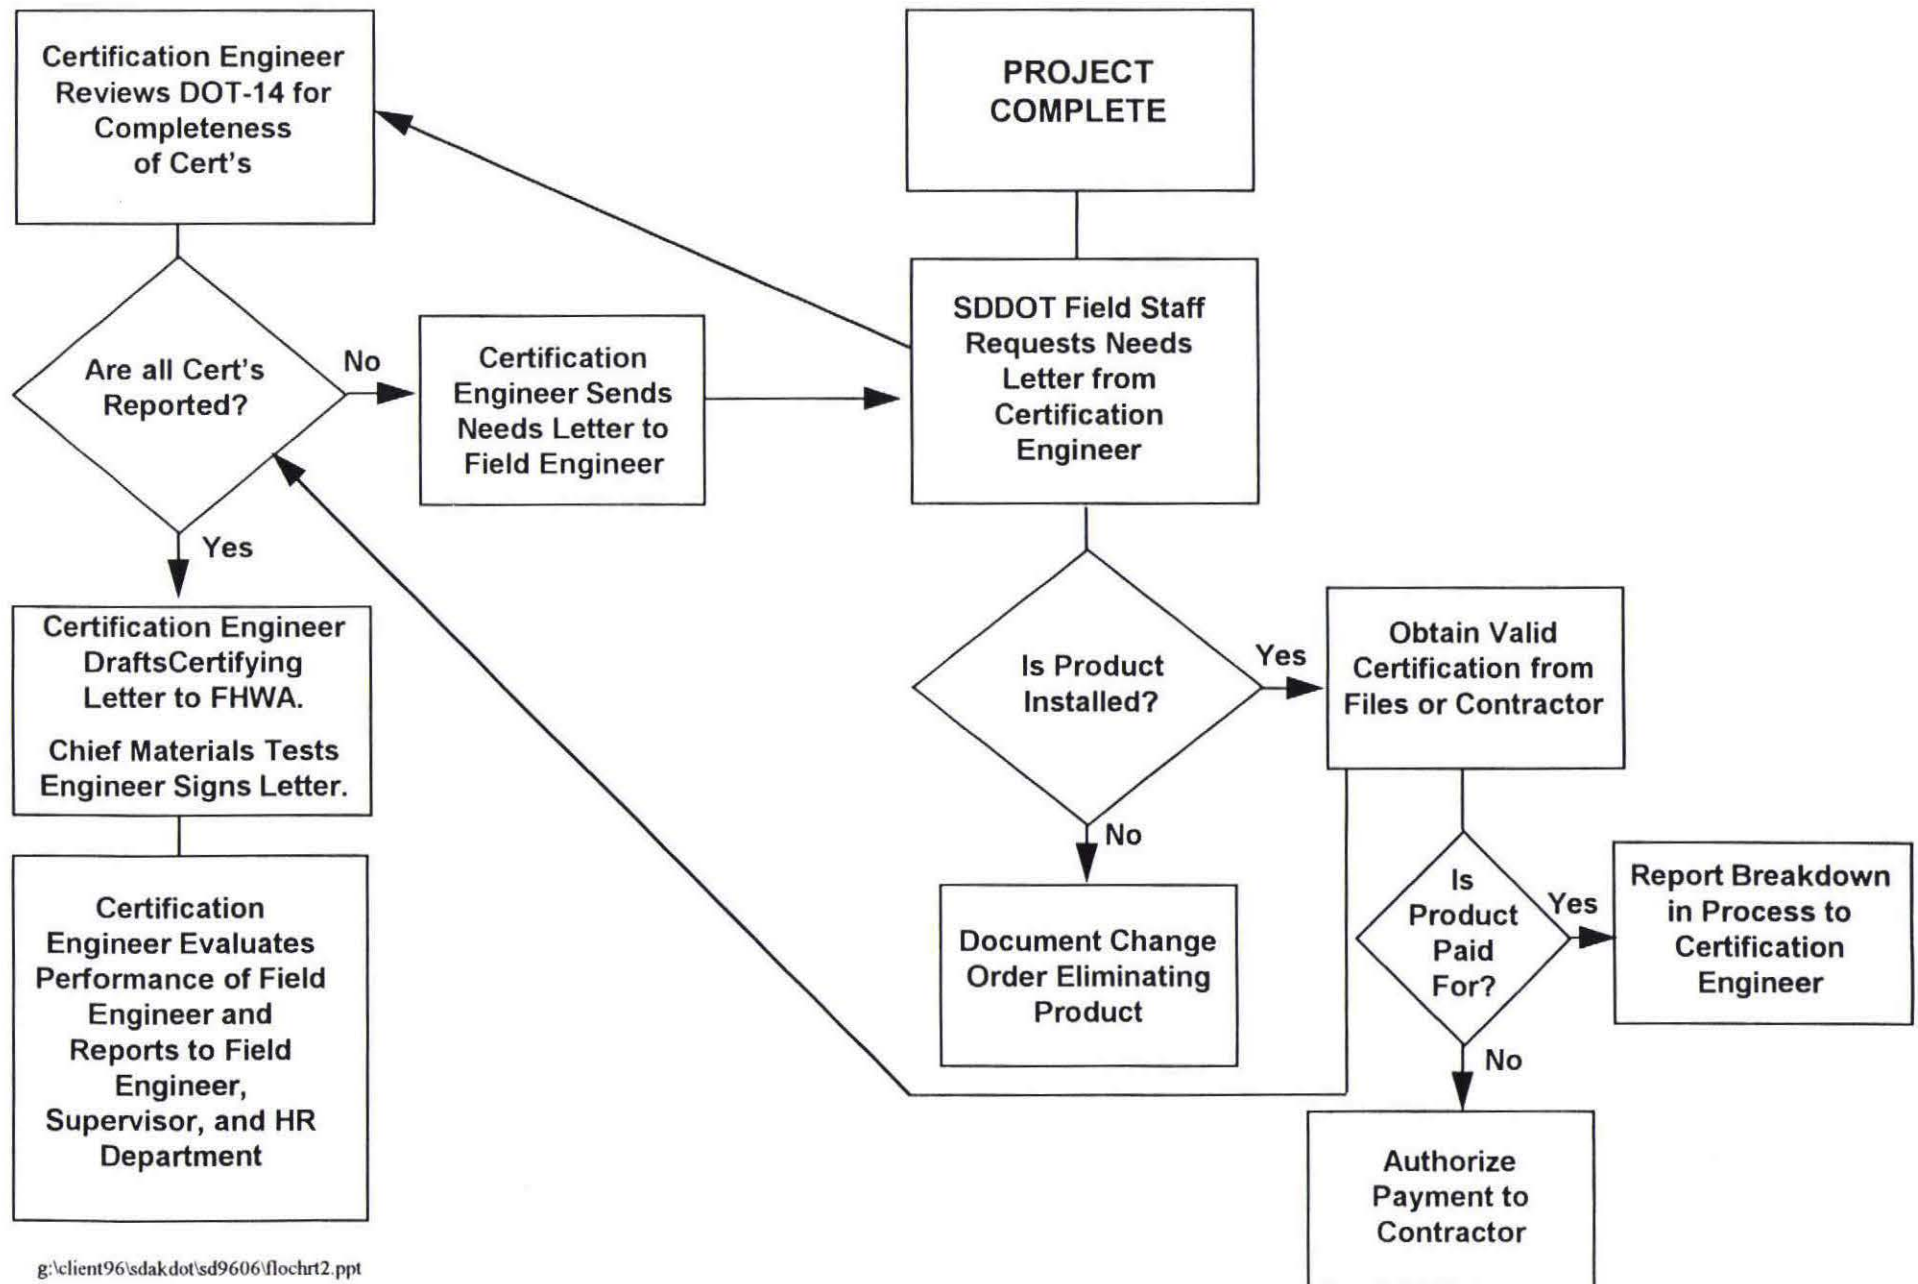 Certification Engineer
Reviews DOT-14 for
Completeness
of Cert's
PROJECT
COMPLETE
SDDOT Field Staff
Requests Needs
Letter from
Certification
Engineer
Are all Cert's
Reported?
No
Certification
Engineer Sends
Needs Letter to
Field Engineer
Yes
Certification Engineer
DraftsCertifying
Letter to FHWA.
Chief Materials Tests
Engineer Signs Letter.
Is Product
Installed?
Yes
Obtain Valid
Certification from
Files or Contractor
No
Document Change
Order Eliminating
Product
Is
Product
Paid
For?
Yes
Report Breakdown
in Process to
Certification
Engineer
No
Authorize
Payment to
Contractor
Certification
Engineer Evaluates
Performance of Field
Engineer and
Reports to Field
Engineer,
Supervisor, and HR
Department
g:\client96\sdakdot\sd9606\flochrt2.ppt